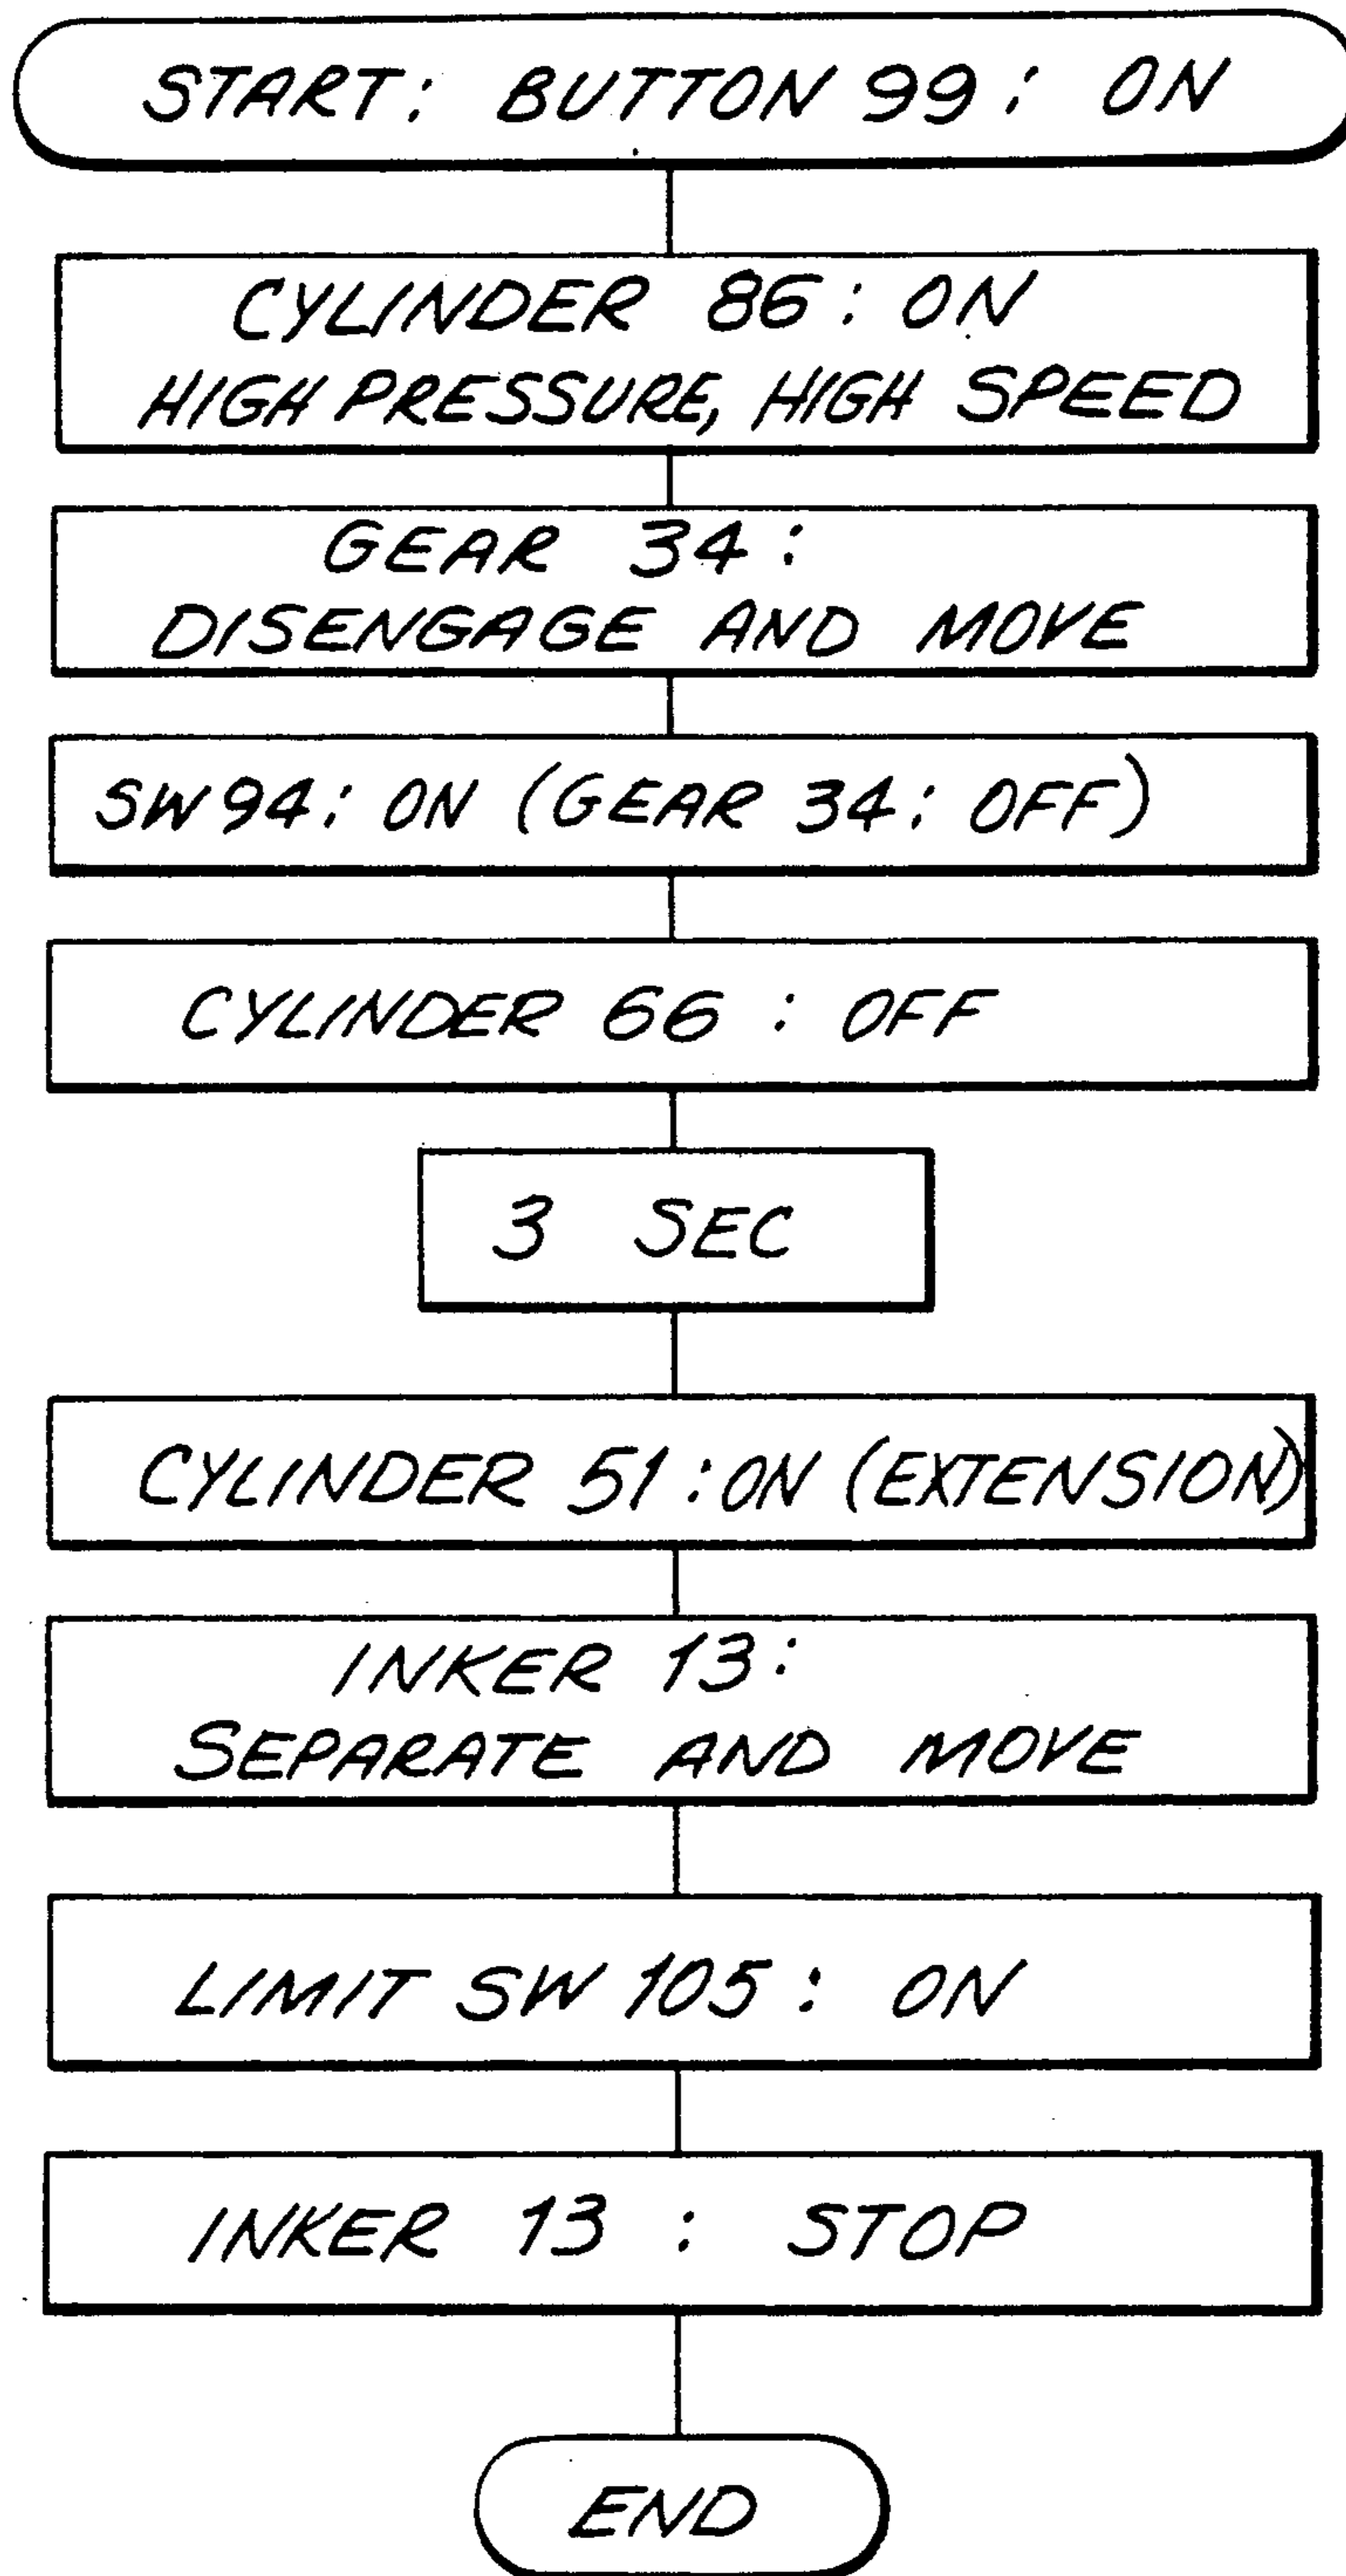 START: BUTTON 99: ON
CYLINDER 86: ON
HIGH PRESSURE, HIGH SPEED
GEAR 34:
DISENGAGE AND MOVE
SW94: ON (GEAR 34: OFF)
CYLINDER 66: OFF
3 SEC
CYLINDER 51: ON (EXTENSION)
INKER 13:
SEPARATE AND MOVE
LIMIT SW 105: ON
INKER 13: STOP
END